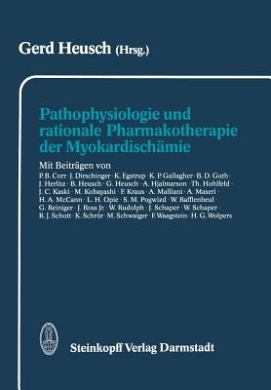 Gerd Heusch (Hrsg.)
Pathophysiologie und
rationale Pharmakotherapie
der Myokardischämie
Mit Beiträgen von
P. B. Corr · J. Dirschinger · K. Egstrup · K. P. Gallagher · B. D. Guth
J. Herlitz · B. Heusch · G. Heusch · A. Hjalmarson · Th. Hohlfeld
J. C. Kaski · M. Kobayashi · F. Kraus · A. Malliani · A. Maseri
H. A. McCann · L. H. Opie · S. M. Pogwizd · W. Rafflenbeul
G. Reiniger · J. Ross Jr. · W. Rudolph · J. Schaper · W. Schaper
R. J. Schott · K. Schrör · M. Schwaiger · F. Waagstein · H. G. Wolpers
Steinkopff Verlag Darmstadt